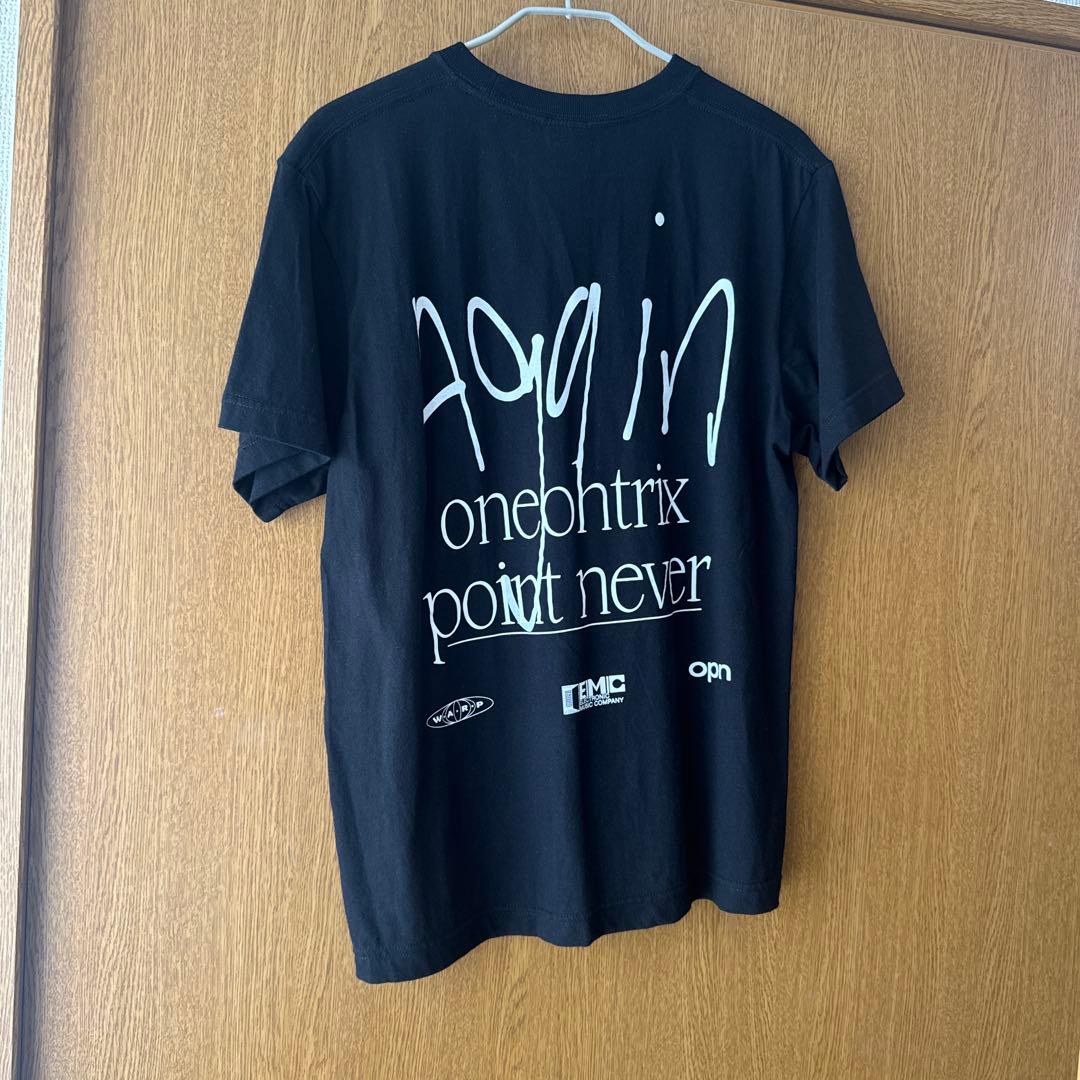 Again
oneohtrix
point never
opn
EMC
ELECTRONIC
MUSIC COMPANY
W·A·R·P